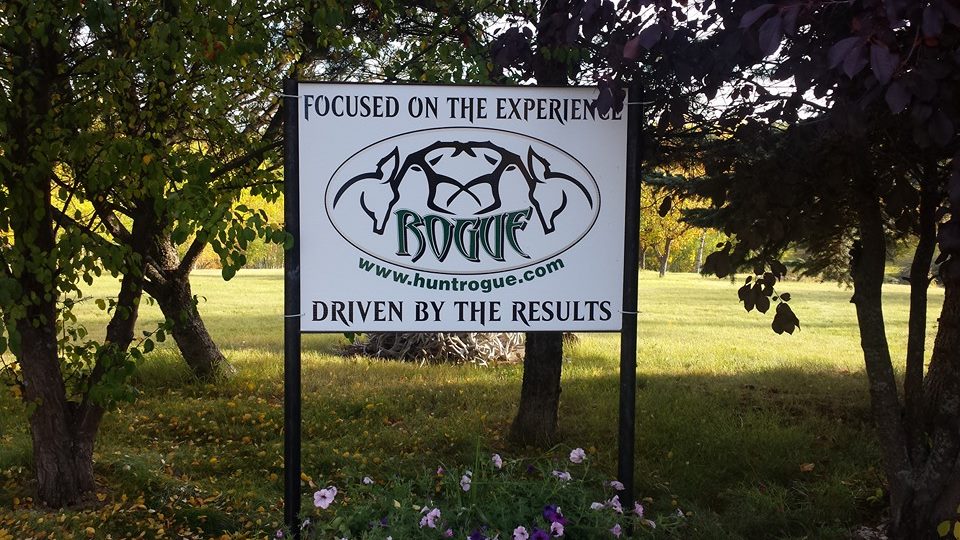 FOCUSED ON THE EXPERIENCE
ROGUE
www.huntrogue.com
DRIVEN BY THE RESULTS